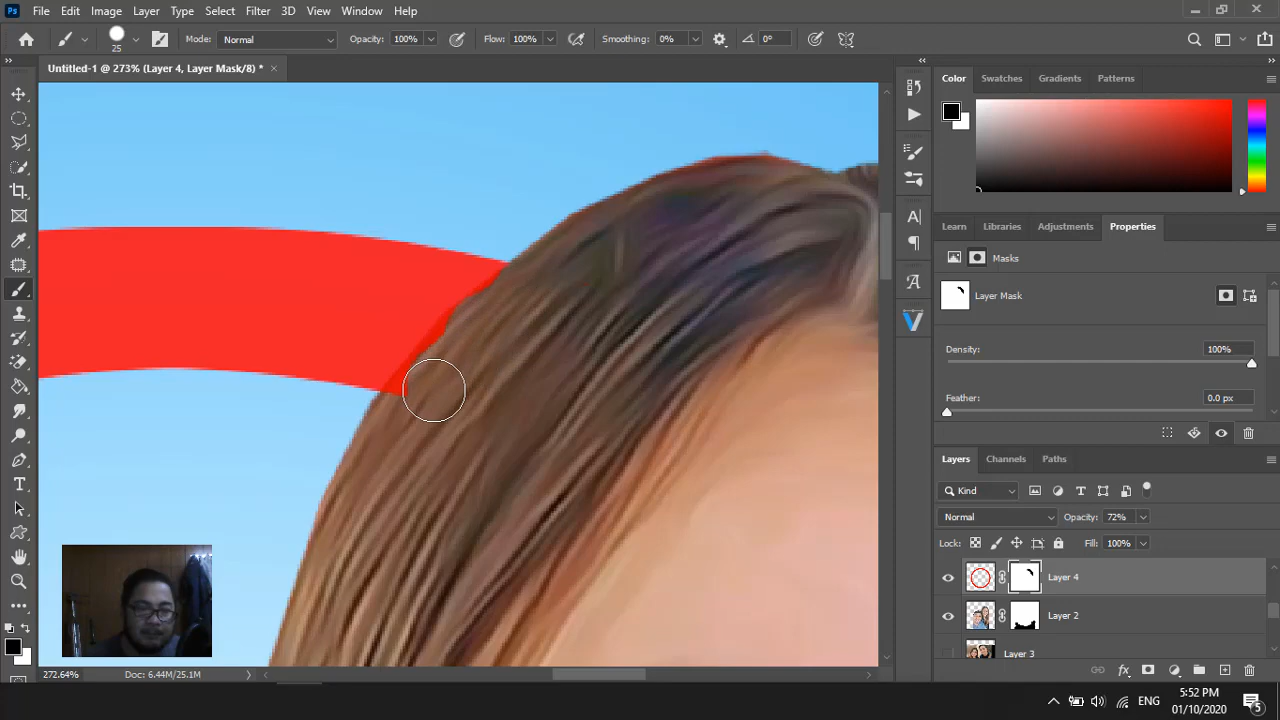 Ps File Edit Image Layer Type Select Filter 3D View Window Help
25 Mode: Normal Opacity: 100% Flow: 100% Smoothing: 0% 0°
Untitled-1 @ 273% (Layer 4, Layer Mask/8) *
Color Swatches Gradients Patterns
Learn Libraries Adjustments Properties
Masks
Layer Mask
Density: 100%
Feather: 0.0 px
Layers Channels Paths
Kind
Normal Opacity: 72%
Lock: Fill: 100%
Layer 4
Layer 2
Layer 3
272.64% Doc: 6.44M/25.1M
ENG 5:52 PM
01/10/2020 5